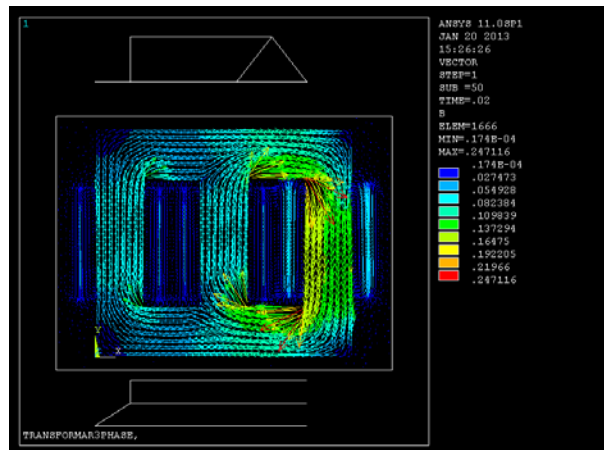 1
ANSYS 11.0SP1
JAN 20 2013
15:26:26
VECTOR
STEP=1
SUB =50
TIME=.02
B
ELEM=1666
MIN=.174E-04
MAX=.247116
.174E-04
.027473
.054928
.082384
.109839
.137294
.16475
.192205
.21966
.247116
Y
X
TRANSFORMAR3PHASE,